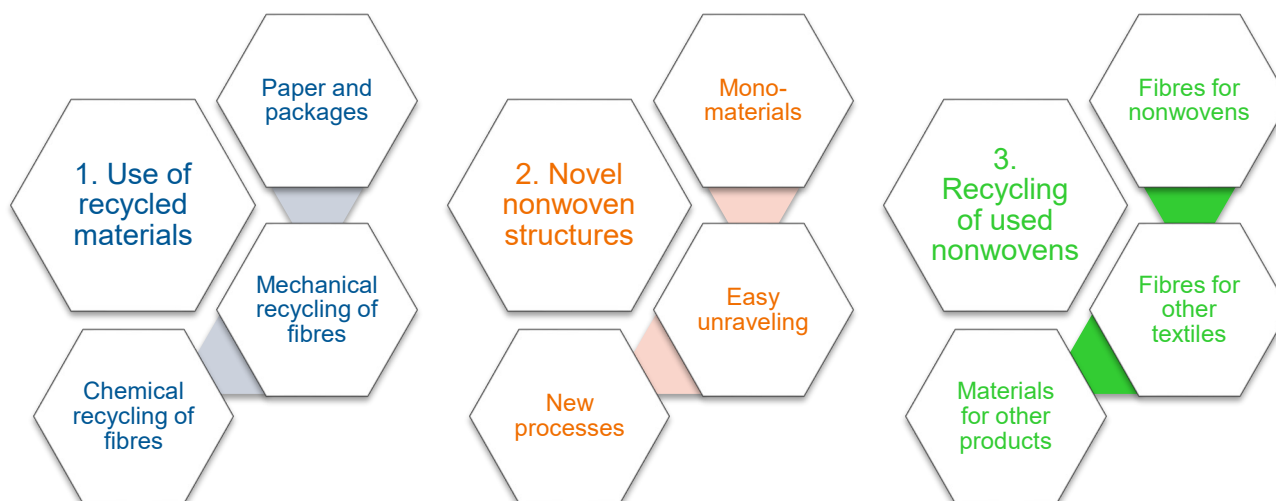 Paper and
packages
1. Use of
recycled
materials
Mechanical
recycling of
fibres
Chemical
recycling of
fibres
Mono-
materials
2. Novel
nonwoven
structures
Easy
unraveling
New
processes
Fibres for
nonwovens
3.
Recycling
of used
nonwovens
Fibres for
other
textiles
Materials
for other
products